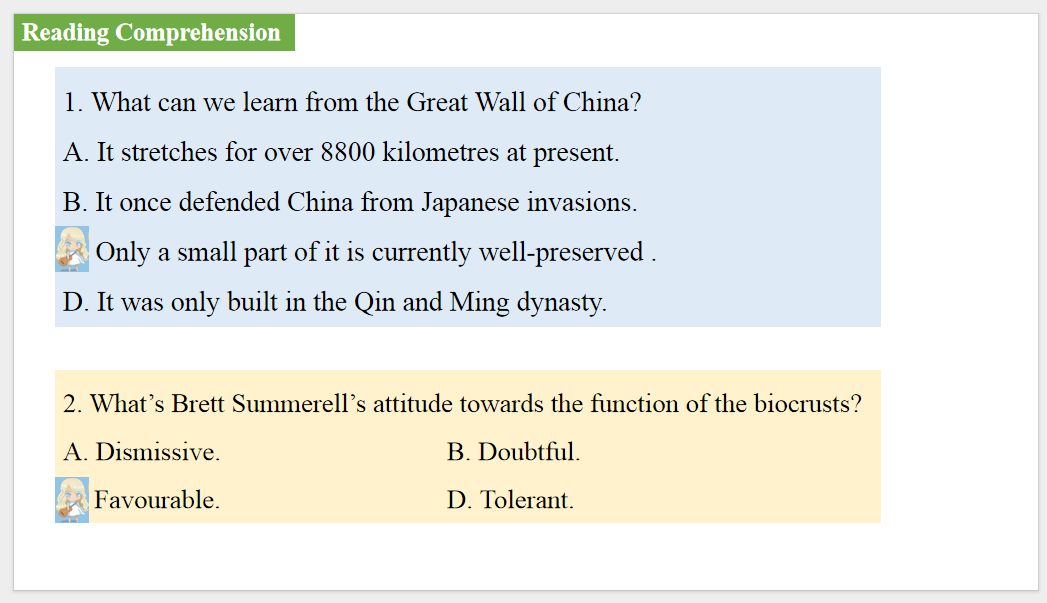 Reading Comprehension
1. What can we learn from the Great Wall of China?
A. It stretches for over 8800 kilometres at present.
B. It once defended China from Japanese invasions.
Only a small part of it is currently well-preserved .
D. It was only built in the Qin and Ming dynasty.
2. What’s Brett Summerell’s attitude towards the function of the biocrusts?
A. Dismissive. B. Doubtful.
Favourable. D. Tolerant.